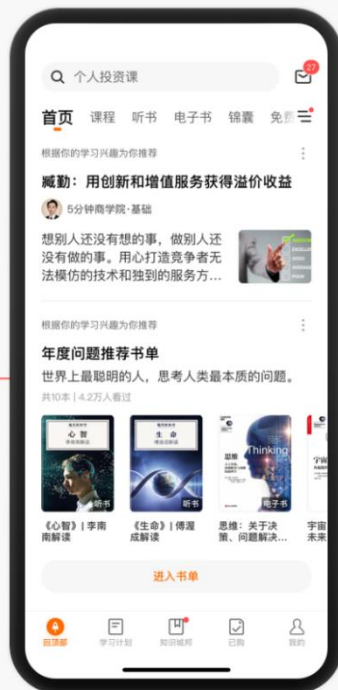 27
个人投资课
首页 课程 听书 电子书 锦囊 免费
根据你的学习兴趣为你推荐
臧勤：用创新和增值服务获得溢价收益
5分钟商学院·基础
想别人还没有想的事，做别人还
没有做的事。用心打造竞争者无
法模仿的技术和独到的服务方...
根据你的学习兴趣为你推荐
年度问题推荐书单
世界上最聪明的人，思考人类最本质的问题。
共10本 | 4.2万人看过
心智
听书
生命
听书
思维
Thinking
电子书
宇宙
《心智》| 李南
南解读
《生命》| 傅渥
成解读
思维：关于决
策、问题解决...
宇宙
未来
进入书单
回顶部 学习计划 知识城邦 已购 我的